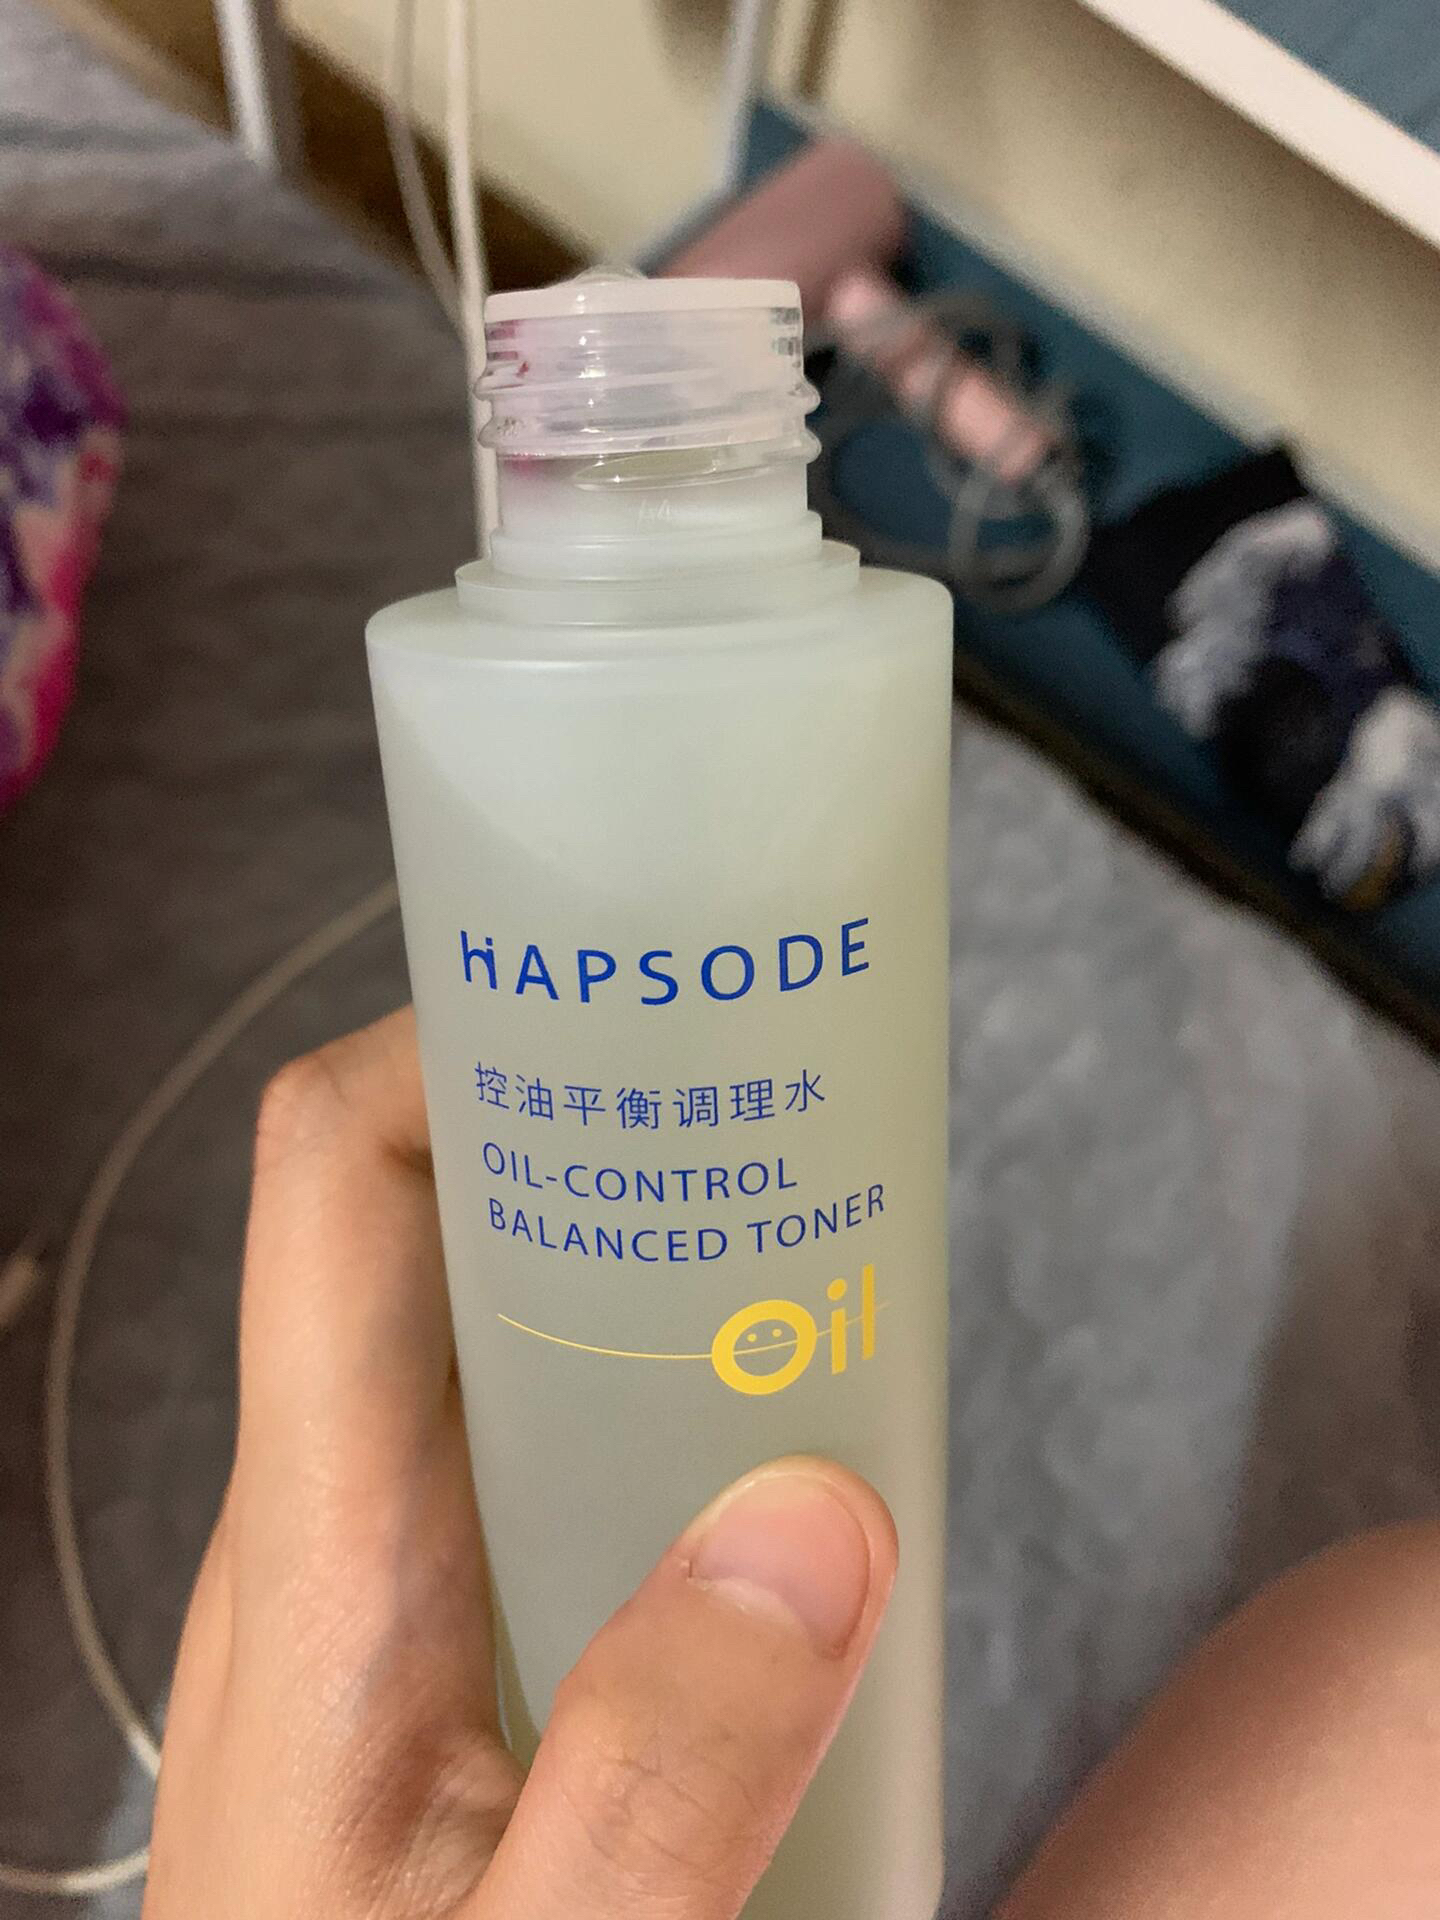 HAPSODE
控油平衡调理水
OIL-CONTROL
BALANCED TONER
Oil